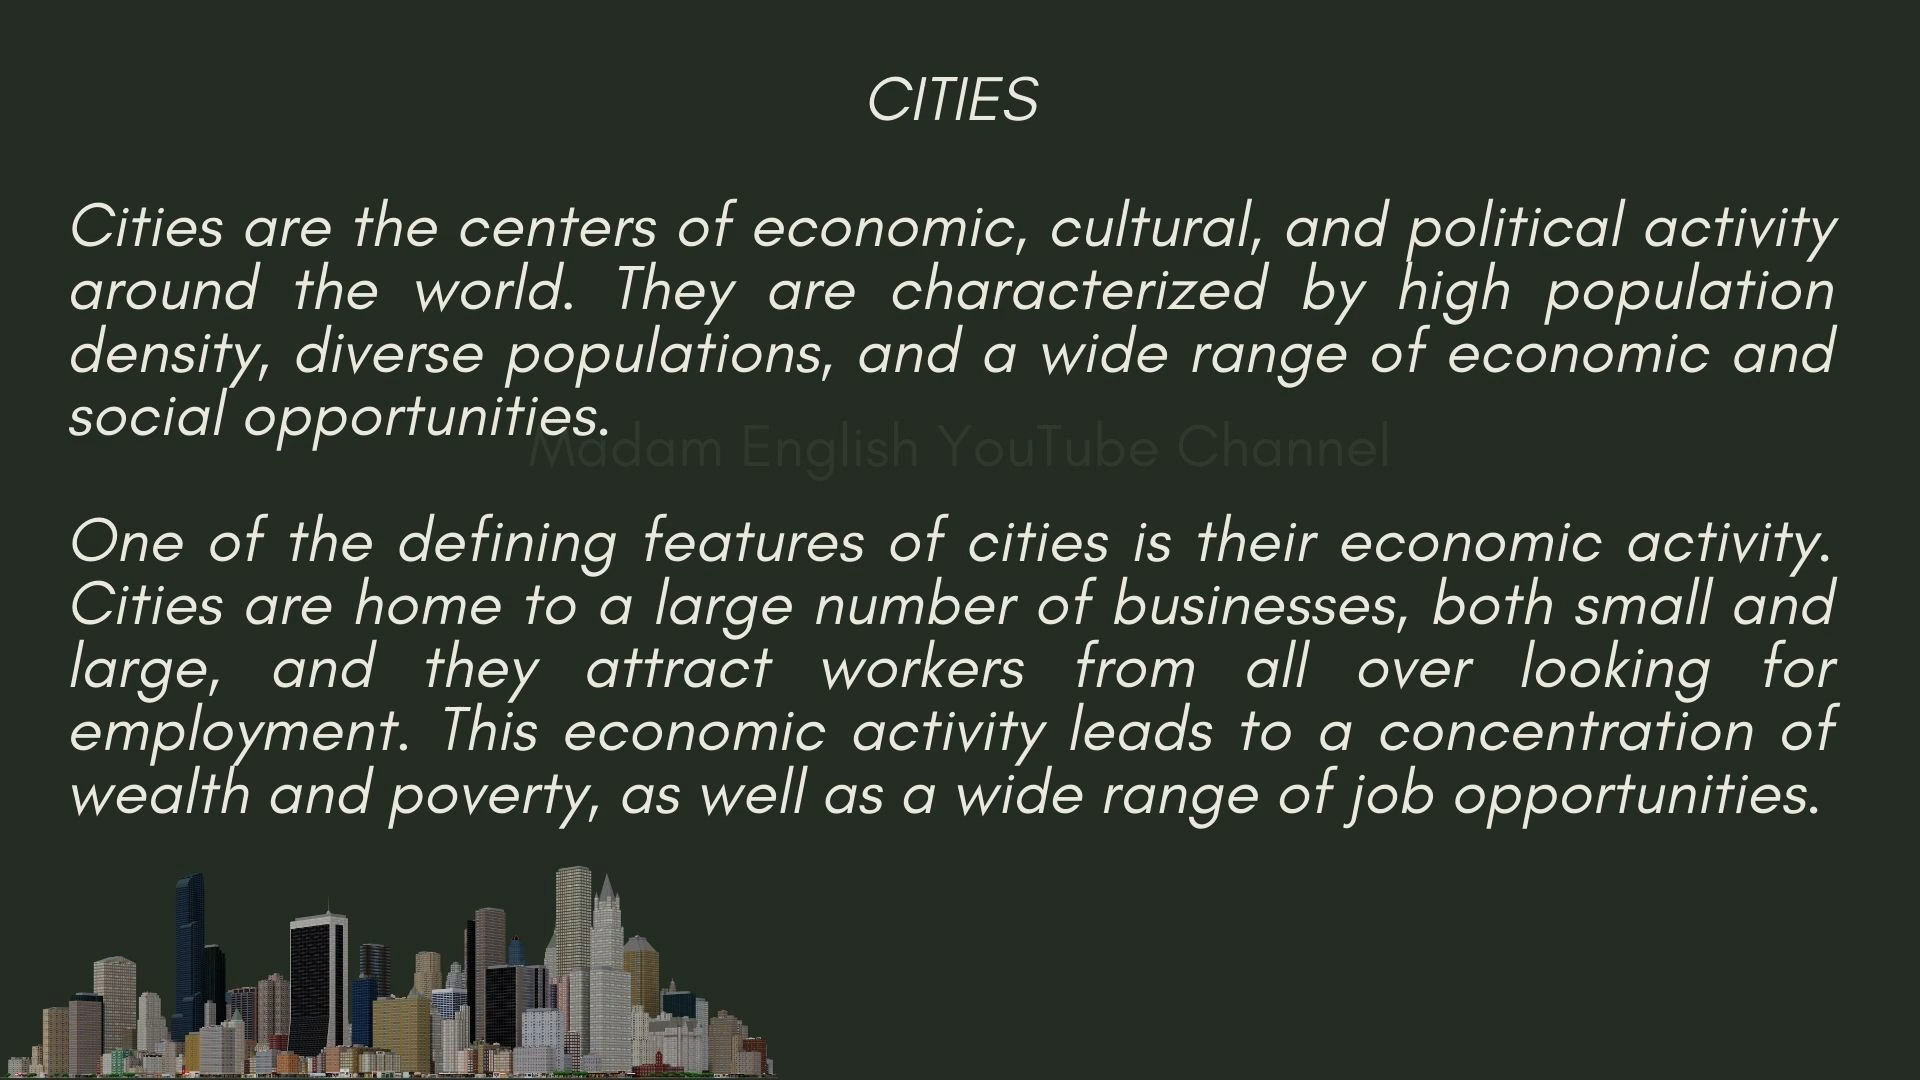 CITIES
Cities are the centers of economic, cultural, and political activity
around the world. They are characterized by high population
density, diverse populations, and a wide range of economic and
social opportunities.
Madam English YouTube Channel
One of the defining features of cities is their economic activity.
Cities are home to a large number of businesses, both small and
large, and they attract workers from all over looking for
employment. This economic activity leads to a concentration of
wealth and poverty, as well as a wide range of job opportunities.